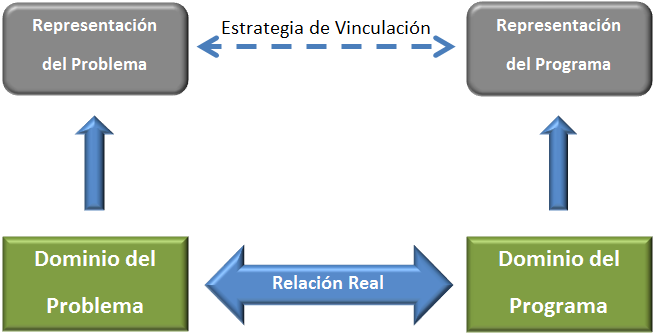 Representación
del Problema
Estrategia de Vinculación
Representación
del Programa
Dominio del
Problema
Relación Real
Dominio del
Programa